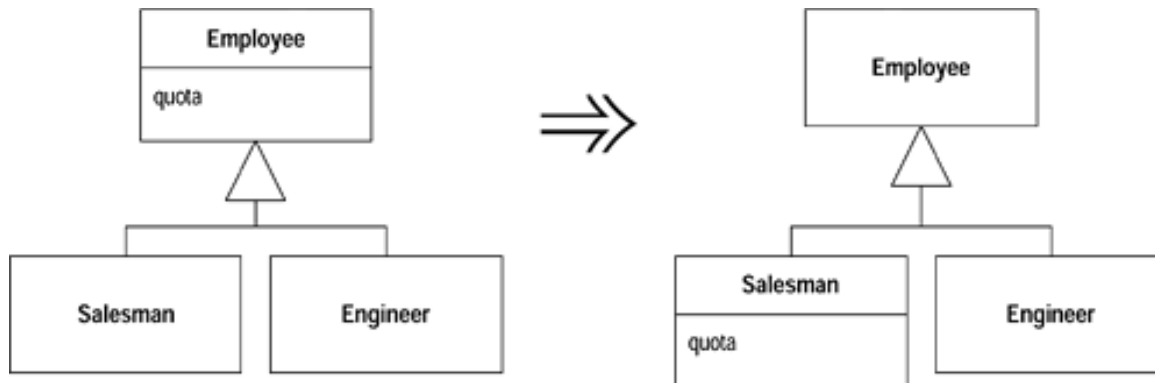 Employee
quota
Salesman
Engineer
Employee
Salesman
quota
Engineer